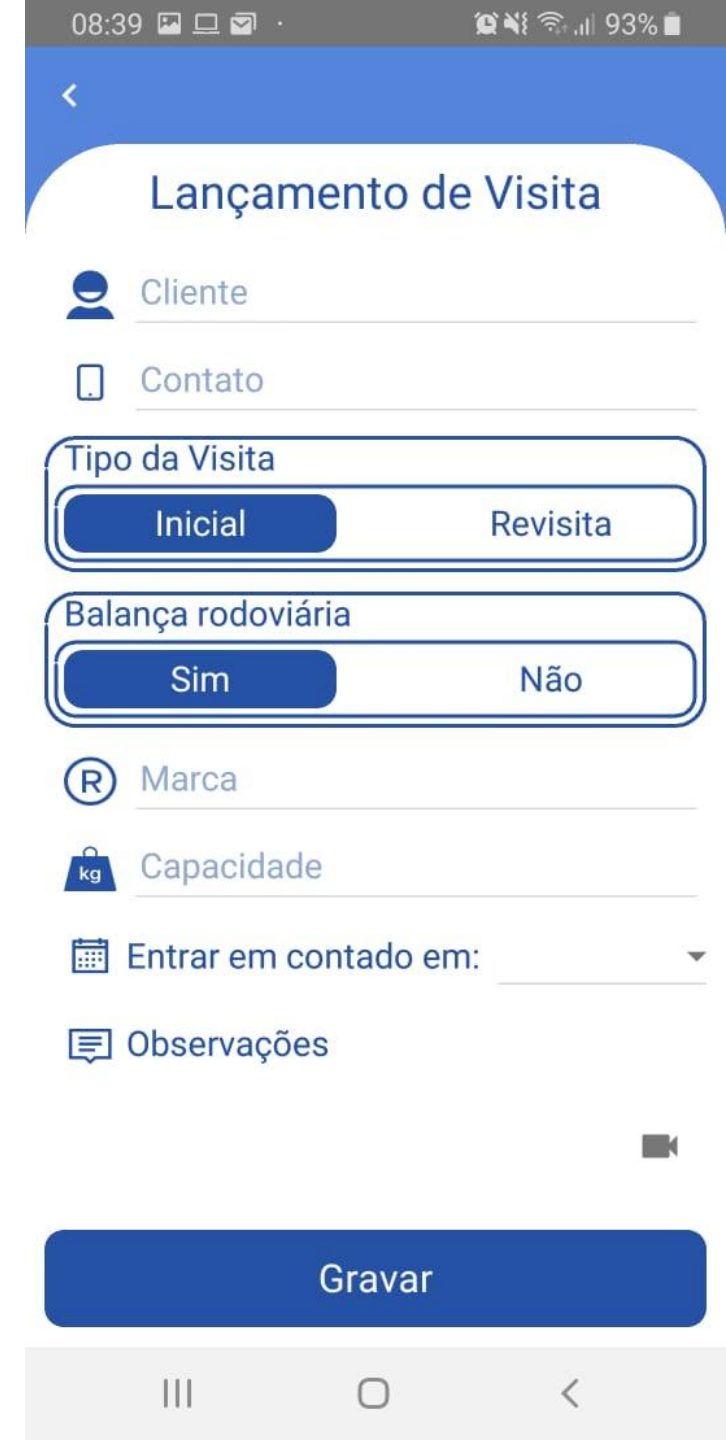 08:39 93%
Lançamento de Visita
Cliente
Contato
Tipo da Visita
Inicial Revisita
Balança rodoviária
Sim Não
R Marca
kg Capacidade
Entrar em contado em:
Observações
Gravar